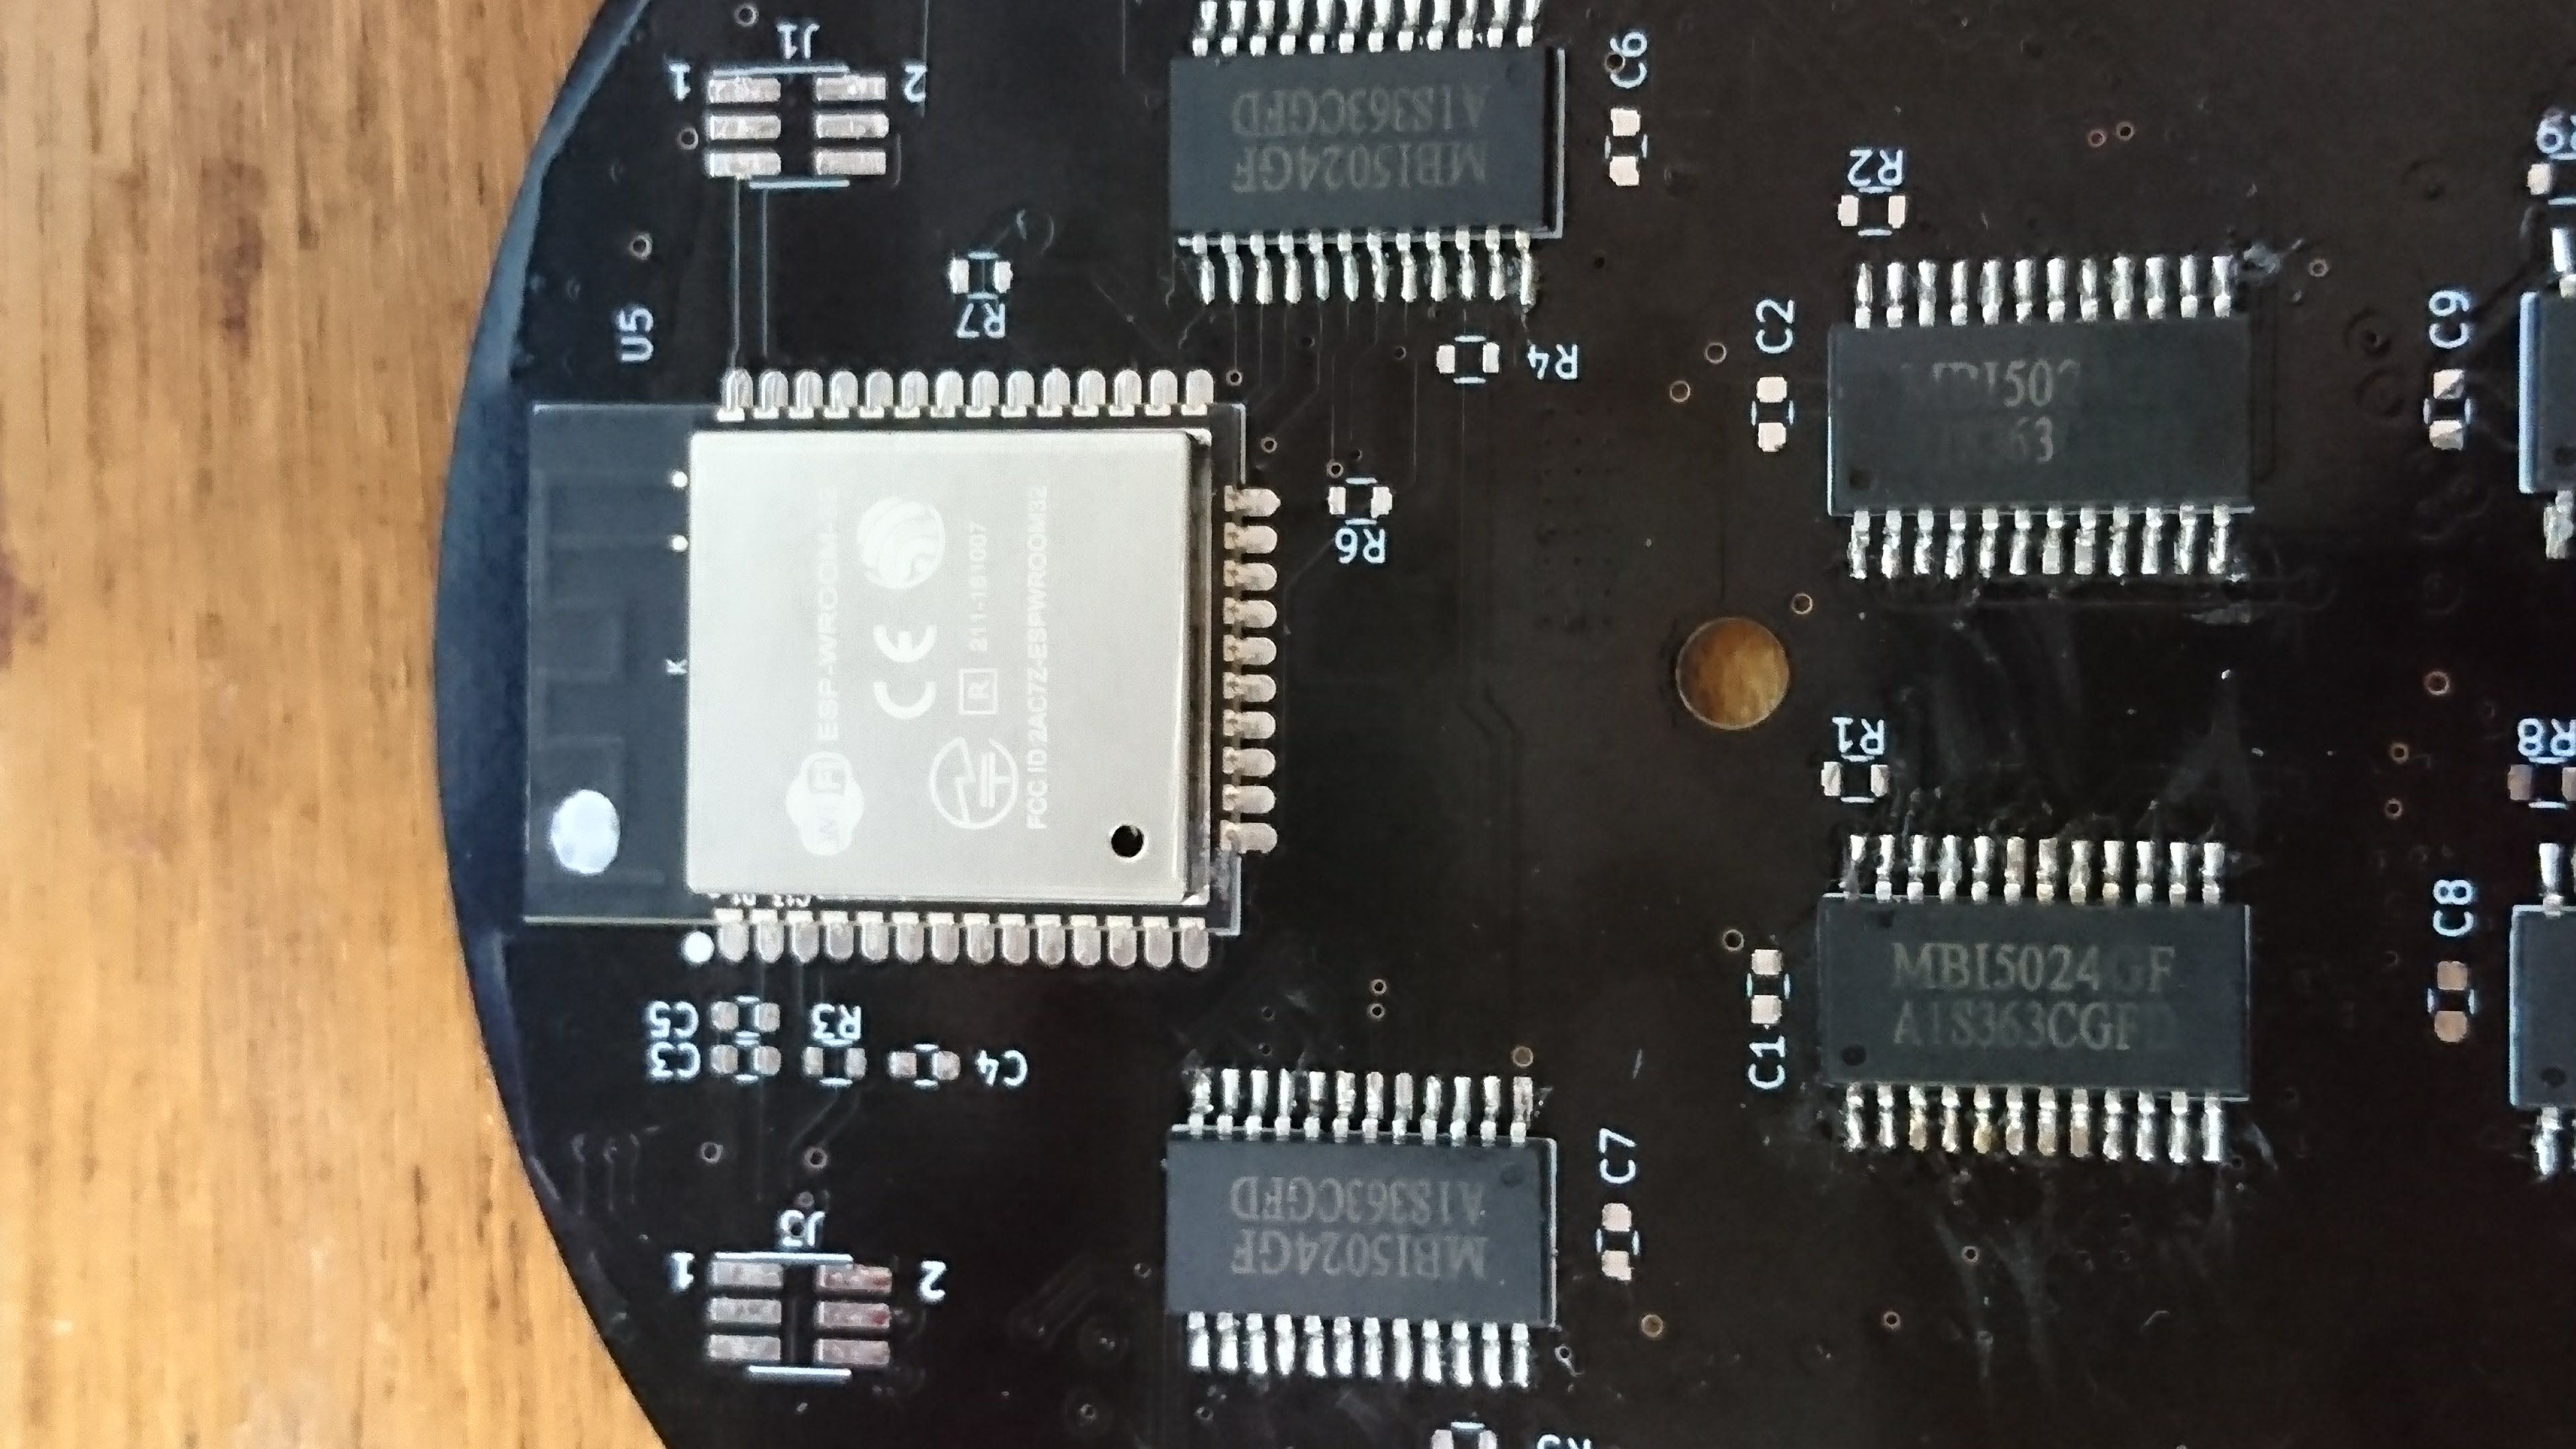 U5
K
1
C3
C5
1
J3
R3
J1
WiFi ESP-WROOM-32
CE
2
2
C4
R 211-161007
R7
FCC ID:2AC7Z-ESPWROOM32
MBI5024GF
A1S363CGFD
MBI5024GF
A1S363CGFD
R6
R4
C7
C6
C1
C2
R1
R2
MBI5024GF
A1S363CGFD
C8
C9
R8